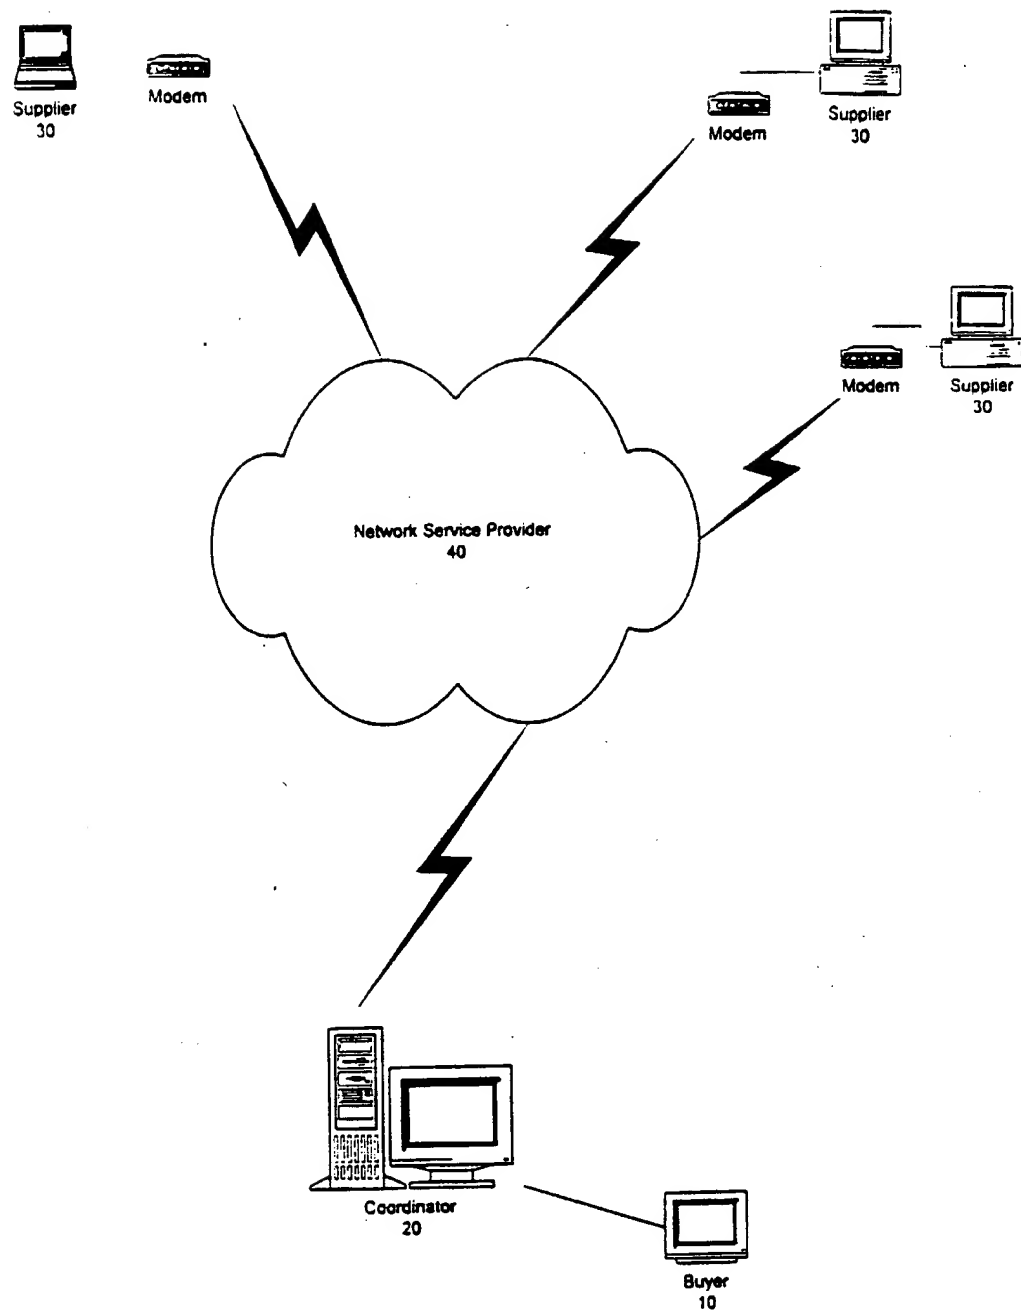 Supplier
30
Modem
Modem
Supplier
30
Modem
Supplier
30
Network Service Provider
40
Coordinator
20
Buyer
10